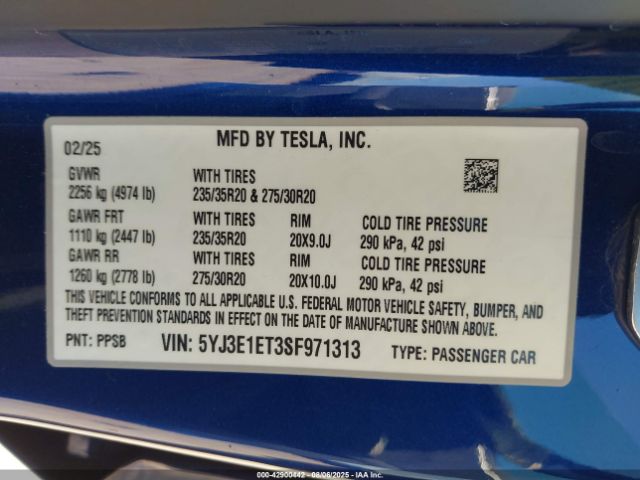 MFD BY TESLA, INC.
02/25
GVWR WITH TIRES
2256 kg (4974 lb) 235/35R20 & 275/30R20
GAWR FRT WITH TIRES RIM COLD TIRE PRESSURE
1110 kg (2447 lb) 235/35R20 20X9.0J 290 kPa, 42 psi
GAWR RR WITH TIRES RIM COLD TIRE PRESSURE
1260 kg (2778 lb) 275/30R20 20X10.0J 290 kPa, 42 psi
THIS VEHICLE CONFORMS TO ALL APPLICABLE U.S. FEDERAL MOTOR VEHICLE SAFETY, BUMPER, AND
THEFT PREVENTION STANDARDS IN EFFECT ON THE DATE OF MANUFACTURE SHOWN ABOVE.
PNT: PPSB VIN: 5YJ3E1ET3SF971313 TYPE: PASSENGER CAR
000-42900442 - 08/06/2025 - IAAI.COM